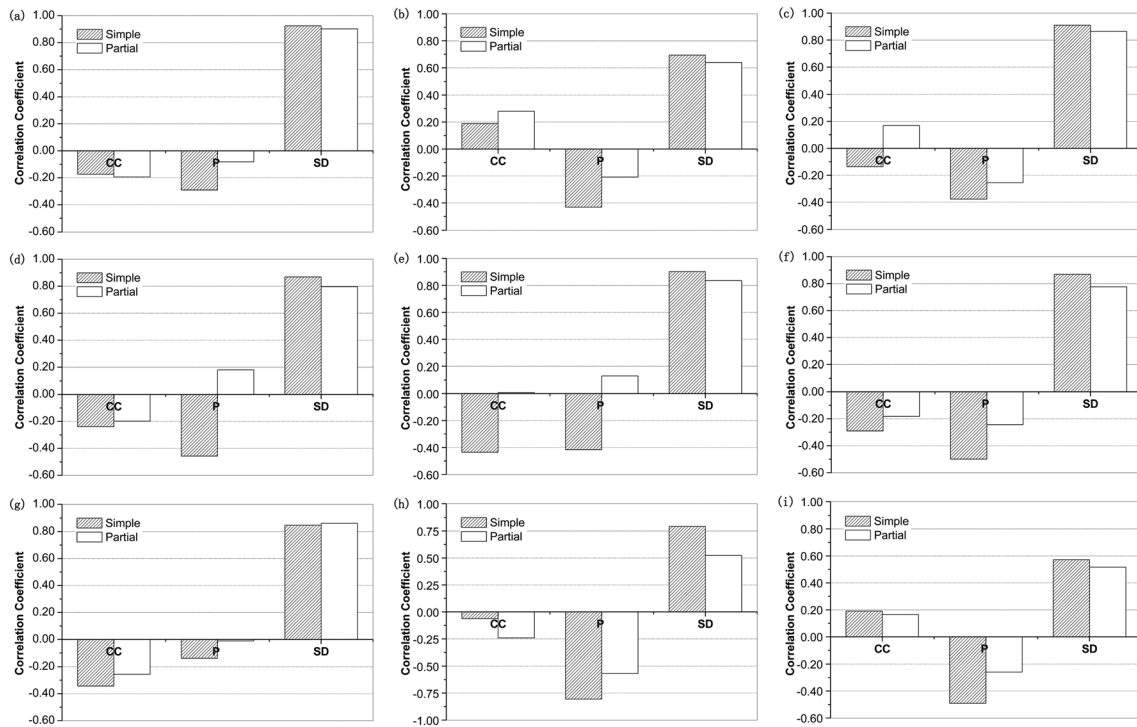 (a)
Correlation Coefficient
1.00
0.80
0.60
0.40
0.20
0.00
-0.20
-0.40
-0.60
Simple
Partial
CC P SD
(b)
Correlation Coefficient
1.00
0.80
0.60
0.40
0.20
0.00
-0.20
-0.40
-0.60
Simple
Partial
CC P SD
(c)
Correlation Coefficient
1.00
0.80
0.60
0.40
0.20
0.00
-0.20
-0.40
-0.60
Simple
Partial
CC P SD
(d)
Correlation Coefficient
1.00
0.80
0.60
0.40
0.20
0.00
-0.20
-0.40
-0.60
Simple
Partial
CC P SD
(e)
Correlation Coefficient
1.00
0.80
0.60
0.40
0.20
0.00
-0.20
-0.40
-0.60
Simple
Partial
CC P SD
(f)
Correlation Coefficient
1.00
0.80
0.60
0.40
0.20
0.00
-0.20
-0.40
-0.60
Simple
Partial
CC P SD
(g)
Correlation Coefficient
1.00
0.80
0.60
0.40
0.20
0.00
-0.20
-0.40
-0.60
Simple
Partial
CC P SD
(h)
Correlation Coefficient
1.00
0.75
0.50
0.25
0.00
-0.25
-0.50
-0.75
-1.00
Simple
Partial
CC P SD
(i)
Correlation Coefficient
1.00
0.80
0.60
0.40
0.20
0.00
-0.20
-0.40
-0.60
Simple
Partial
CC P SD